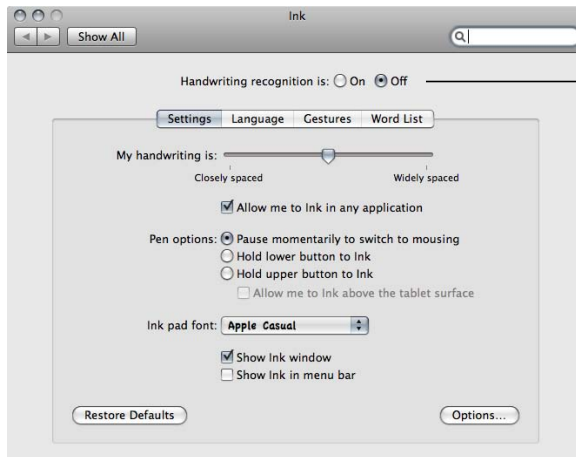 Ink
Show All
Handwriting recognition is: On Off
Settings Language Gestures Word List
My handwriting is:
Closely spaced Widely spaced
Allow me to Ink in any application
Pen options: Pause momentarily to switch to mousing
Hold lower button to Ink
Hold upper button to Ink
Allow me to Ink above the tablet surface
Ink pad font: Apple Casual
Show Ink window
Show Ink in menu bar
Restore Defaults Options...